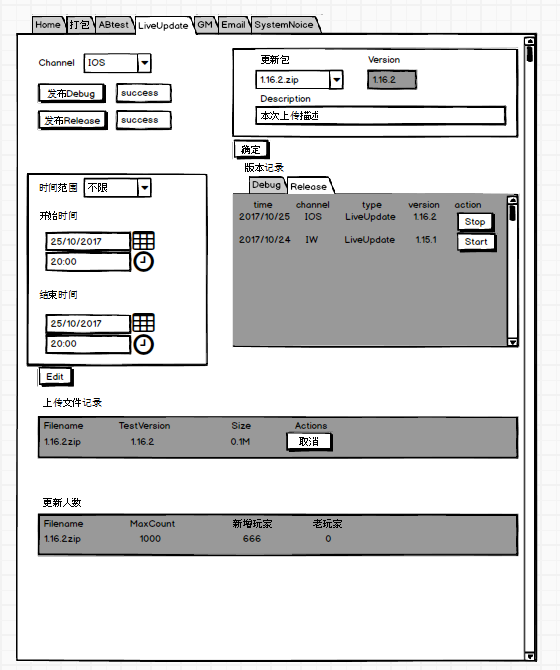 Home 打包 ABtest LiveUpdate GM Email SystemNoice
Channel IOS
发布Debug success
发布Release success
更新包 Version
1.16.2.zip 1.16.2
Description
本次上传描述
确定
版本记录
Debug Release
time channel type version action
2017/10/25 IOS LiveUpdate 1.16.2 Stop
2017/10/24 IW LiveUpdate 1.15.1 Start
时间范围 不限
开始时间
25/10/2017
20:00
结束时间
25/10/2017
20:00
Edit
上传文件记录
Filename TestVersion Size Actions
1.16.2zip 1.16.2 0.1M 取消
更新人数
Filename MaxCount 新增玩家 老玩家
1.16.2zip 1000 666 0